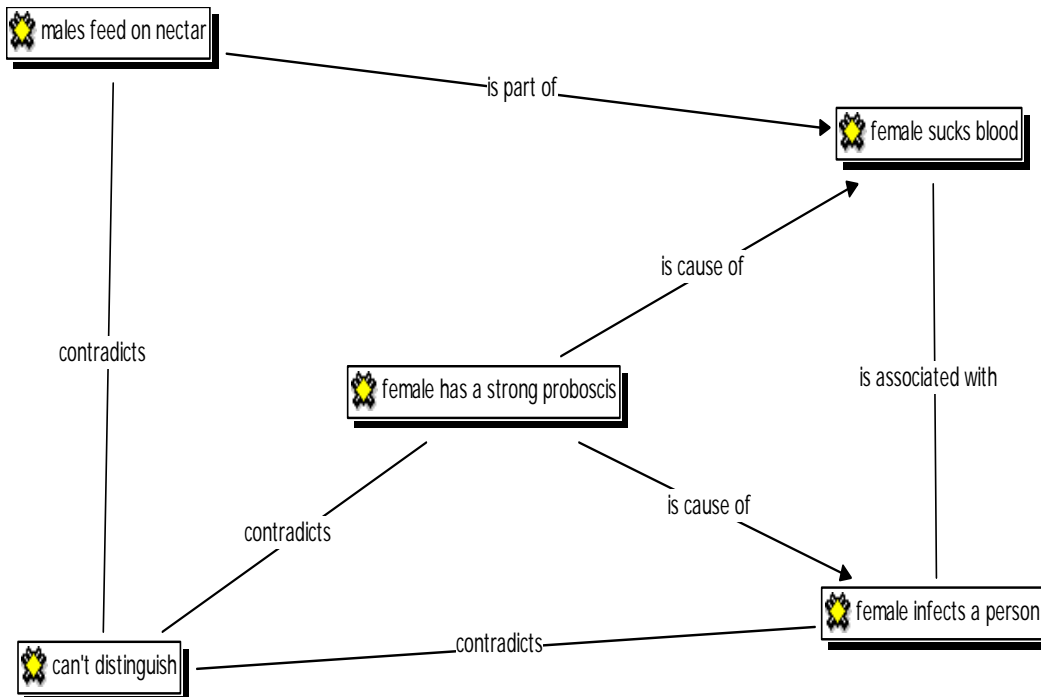 males feed on nectar
is part of
female sucks blood
is cause of
contradicts
is associated with
female has a strong proboscis
is cause of
contradicts
female infects a person
contradicts
can't distinguish